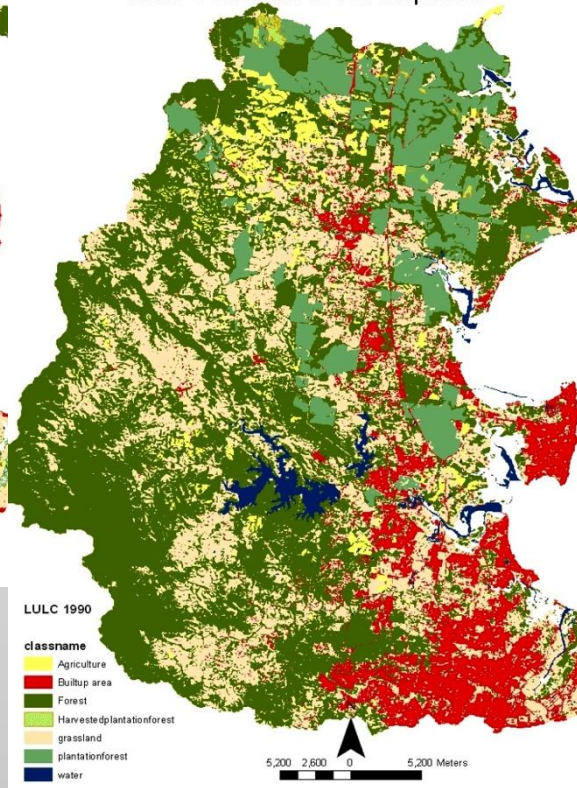 LULC 1990
classname
Agriculture
Builtup area
Forest
Harvestedplantationforest
grassland
plantationforest
water
5,200 2,600 0 5,200 Meters